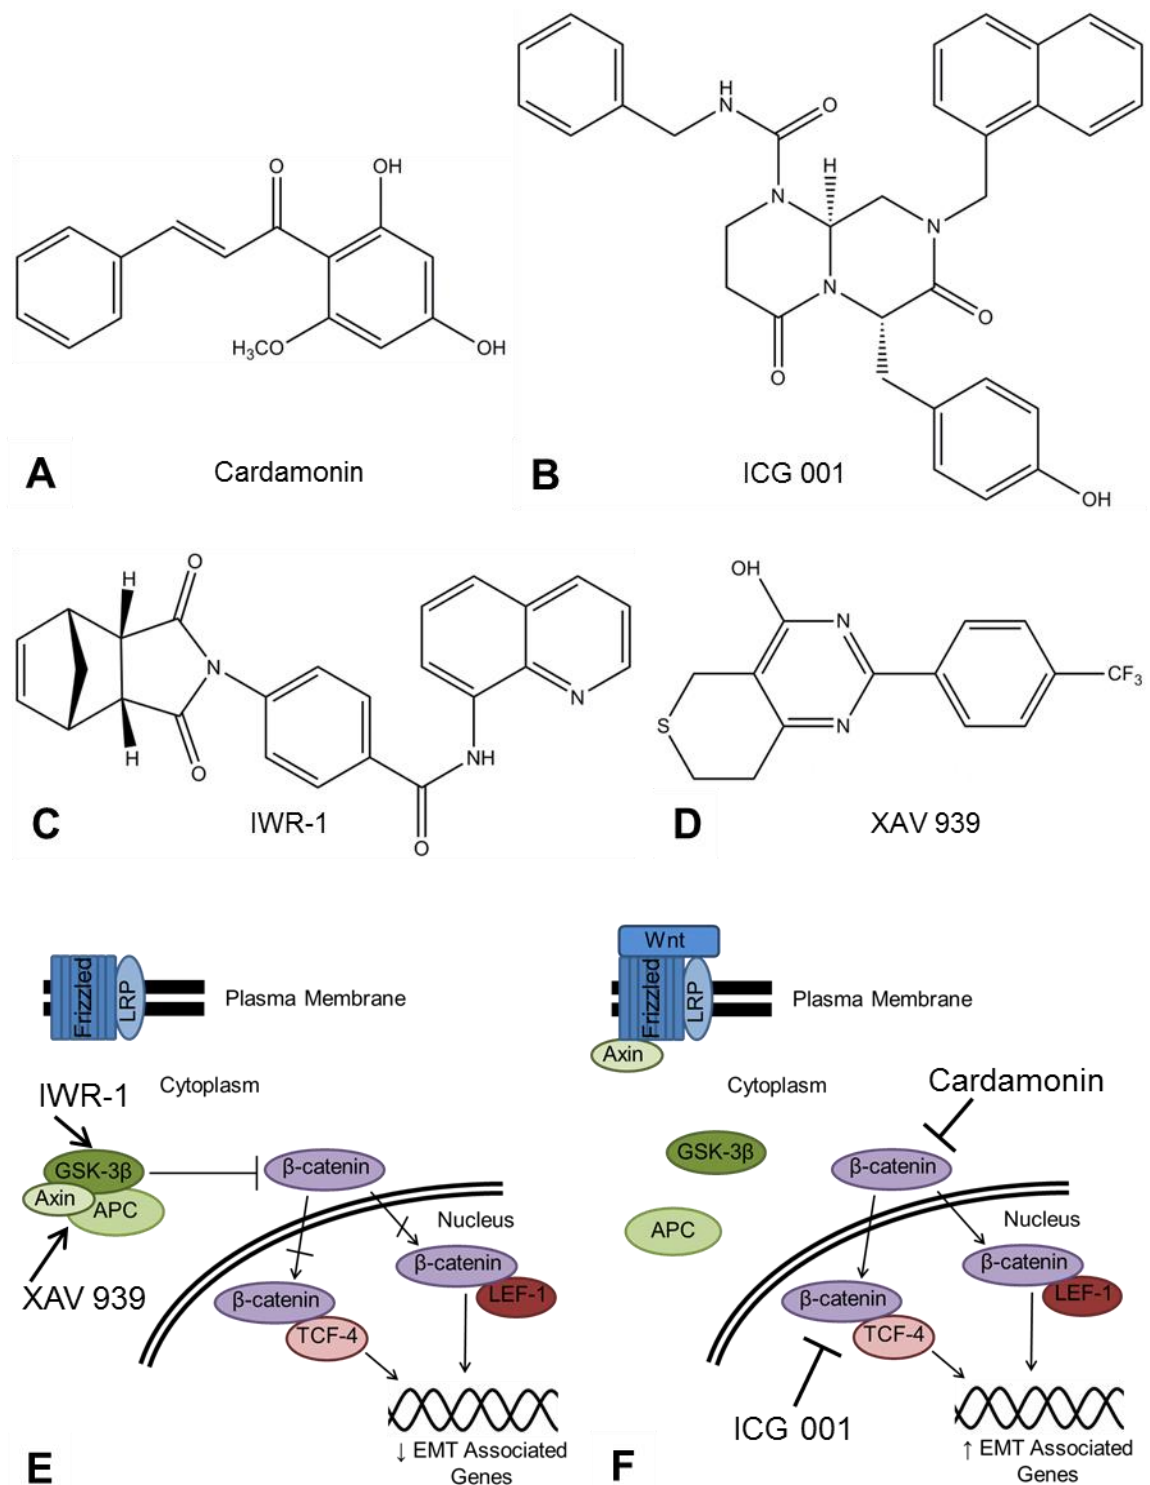 O
OH
H₃CO
OH
A
Cardamonin
H
N
O
N
H
N
N
O
O
OH
B
ICG 001
H
O
N
H
O
N
NH
O
C
IWR-1
OH
N
N
S
CF₃
D
XAV 939
Frizzled
LRP
Plasma Membrane
Cytoplasm
IWR-1
GSK-3β
Axin
APC
XAV 939
β-catenin
Nucleus
β-catenin
LEF-1
β-catenin
TCF-4
↓ EMT Associated
Genes
E
Wnt
Frizzled
LRP
Plasma Membrane
Axin
Cytoplasm
Cardamonin
GSK-3β
APC
β-catenin
Nucleus
β-catenin
LEF-1
β-catenin
TCF-4
ICG 001
↑ EMT Associated
Genes
F